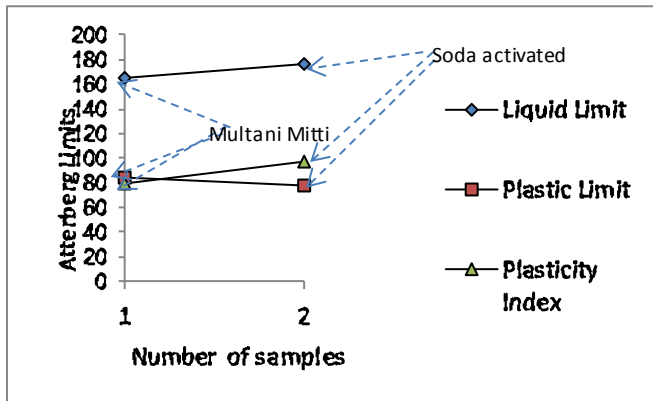 200
180
160
140
120
100
80
60
40
20
0
Atterberg Limits
1
2
Number of samples
Multani Mitti
Soda activated
Liquid Limit
Plastic Limit
Plasticity
Index